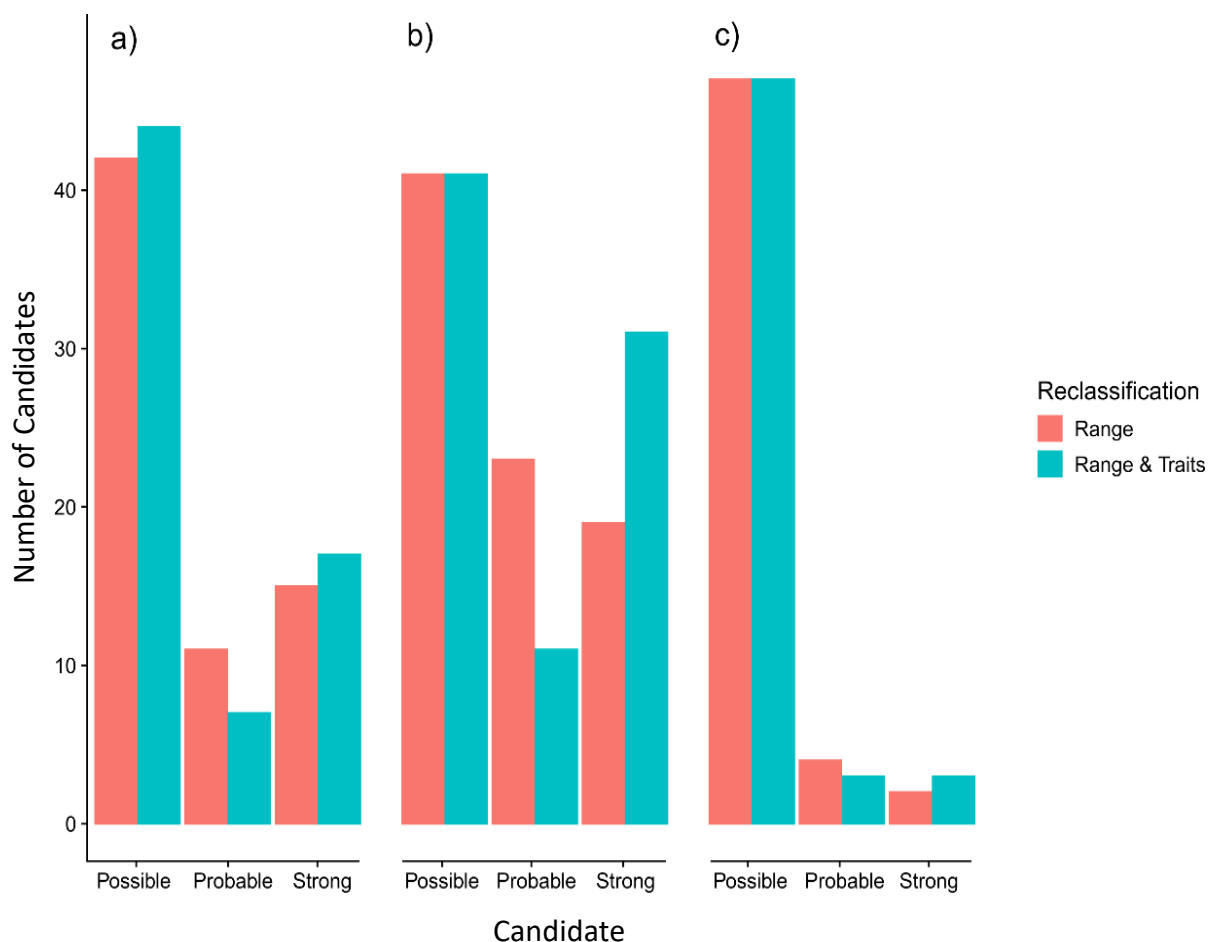 a)
b)
c)
Number of Candidates
40
30
20
10
0
Possible Probable Strong
Possible Probable Strong
Possible Probable Strong
Candidate
Reclassification
Range
Range & Traits